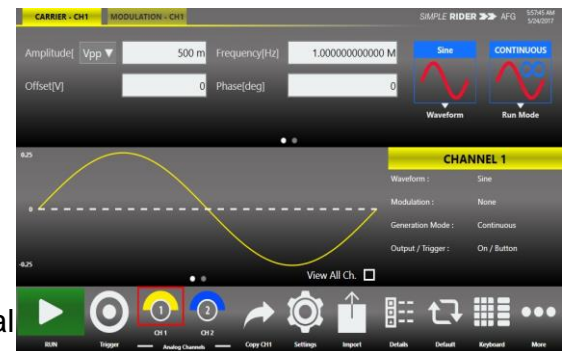 CARRIER - CH1 MODULATION - CH1 SIMPLE RIDER AFG 5:57:45 AM
5/24/2017
Amplitude[ Vpp ▼ 500 m Frequency[Hz] 1.000000000000 M Sine CONTINUOUS
Offset[V] 0 Phase[deg] 0
Waveform Run Mode
0.25 CHANNEL 1
Waveform : Sine
Modulation : None
0
Generation Mode : Continuous
Output / Trigger : On / Button
-0.25
View All Ch.
al
1 2
CH 1 CH 2
RUN Trigger Analog Channels Copy CH1 Settings Import Details Default Keyboard More